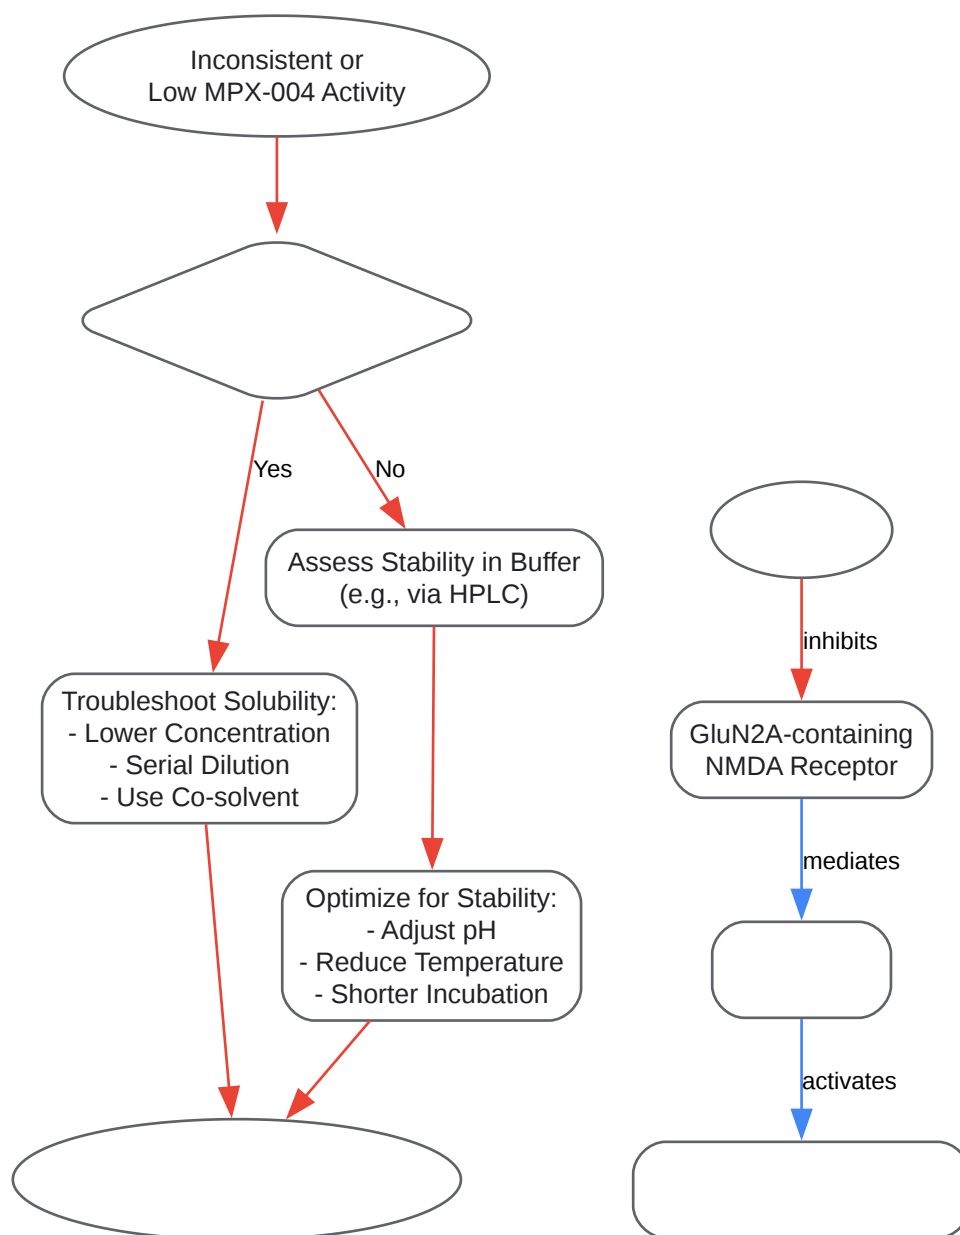 Inconsistent or
Low MPX-004 Activity
Yes
No
Assess Stability in Buffer
(e.g., via HPLC)
Troubleshoot Solubility:
- Lower Concentration
- Serial Dilution
- Use Co-solvent
Optimize for Stability:
- Adjust pH
- Reduce Temperature
- Shorter Incubation
inhibits
GluN2A-containing
NMDA Receptor
mediates
activates